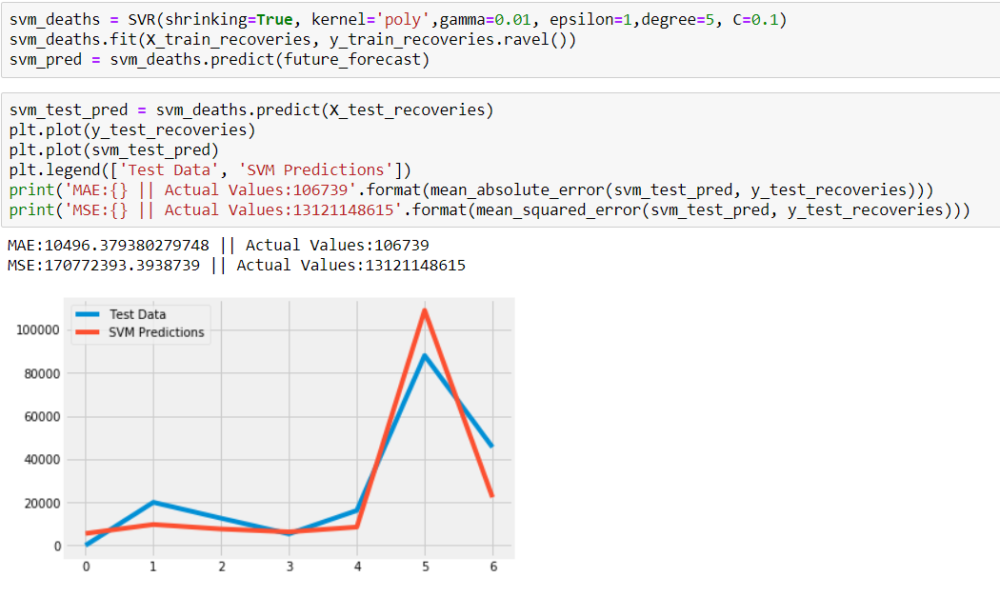 svm_deaths = SVR(shrinking=True, kernel='poly',gamma=0.01, epsilon=1,degree=5, C=0.1)
svm_deaths.fit(X_train_recoveries, y_train_recoveries.ravel())
svm_pred = svm_deaths.predict(future_forecast)
svm_test_pred = svm_deaths.predict(X_test_recoveries)
plt.plot(y_test_recoveries)
plt.plot(svm_test_pred)
plt.legend(['Test Data', 'SVM Predictions'])
print('MAE:{} || Actual Values:106739'.format(mean_absolute_error(svm_test_pred, y_test_recoveries)))
print('MSE:{} || Actual Values:13121148615'.format(mean_squared_error(svm_test_pred, y_test_recoveries)))
MAE:10496.379380279748 || Actual Values:106739
MSE:170772393.3938739 || Actual Values:13121148615
Test Data
SVM Predictions
100000
80000
60000
40000
20000
0
0 1 2 3 4 5 6